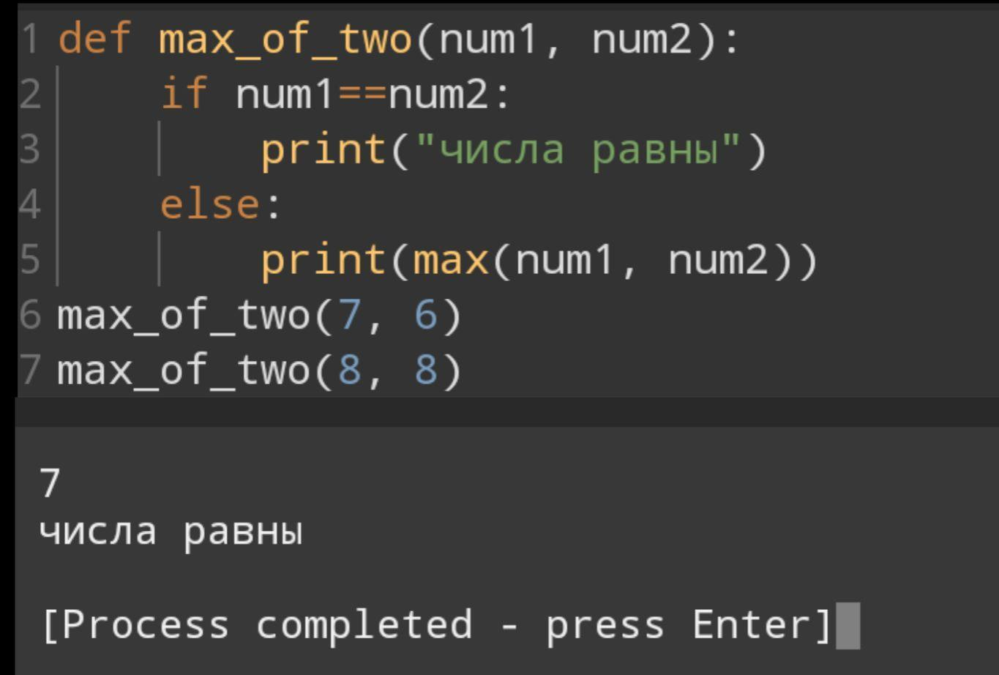 1 def max_of_two(num1, num2):
2     if num1==num2:
3         print("числа равны")
4     else:
5         print(max(num1, num2))
6 max_of_two(7, 6)
7 max_of_two(8, 8)
7
числа равны
[Process completed - press Enter]